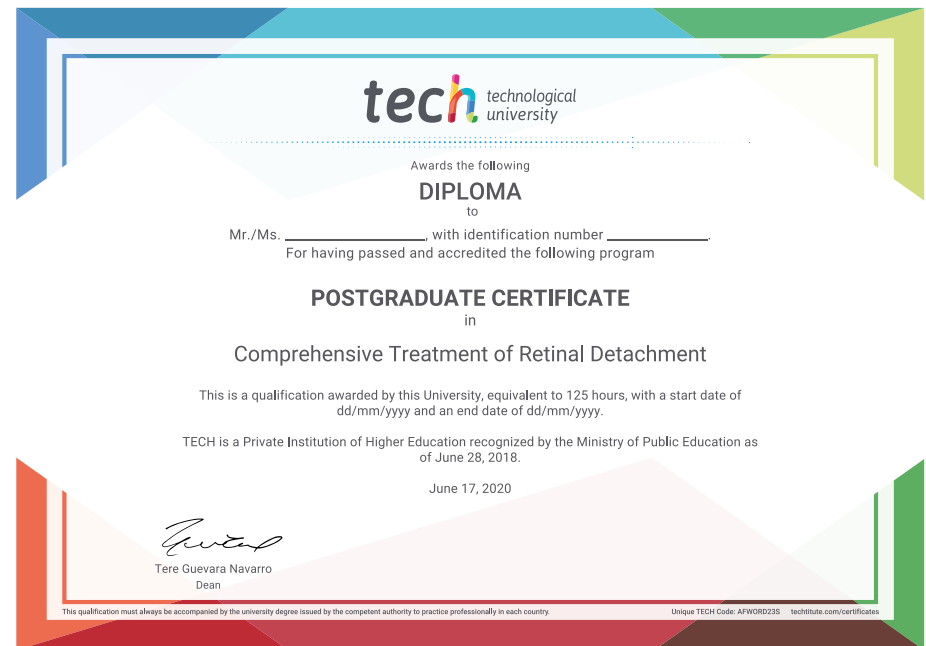 tech technological
university
Awards the following
DIPLOMA
to
Mr./Ms. ____________________, with identification number ______________.
For having passed and accredited the following program
POSTGRADUATE CERTIFICATE
in
Comprehensive Treatment of Retinal Detachment
This is a qualification awarded by this University, equivalent to 125 hours, with a start date of
dd/mm/yyyy and an end date of dd/mm/yyyy.
TECH is a Private Institution of Higher Education recognized by the Ministry of Public Education as
of June 28, 2018.
June 17, 2020
Tere Guevara Navarro
Dean
This qualification must always be accompanied by the university degree issued by the competent authority to practice professionally in each country.
Unique TECH Code: AFWORD23S techtitute.com/certificates